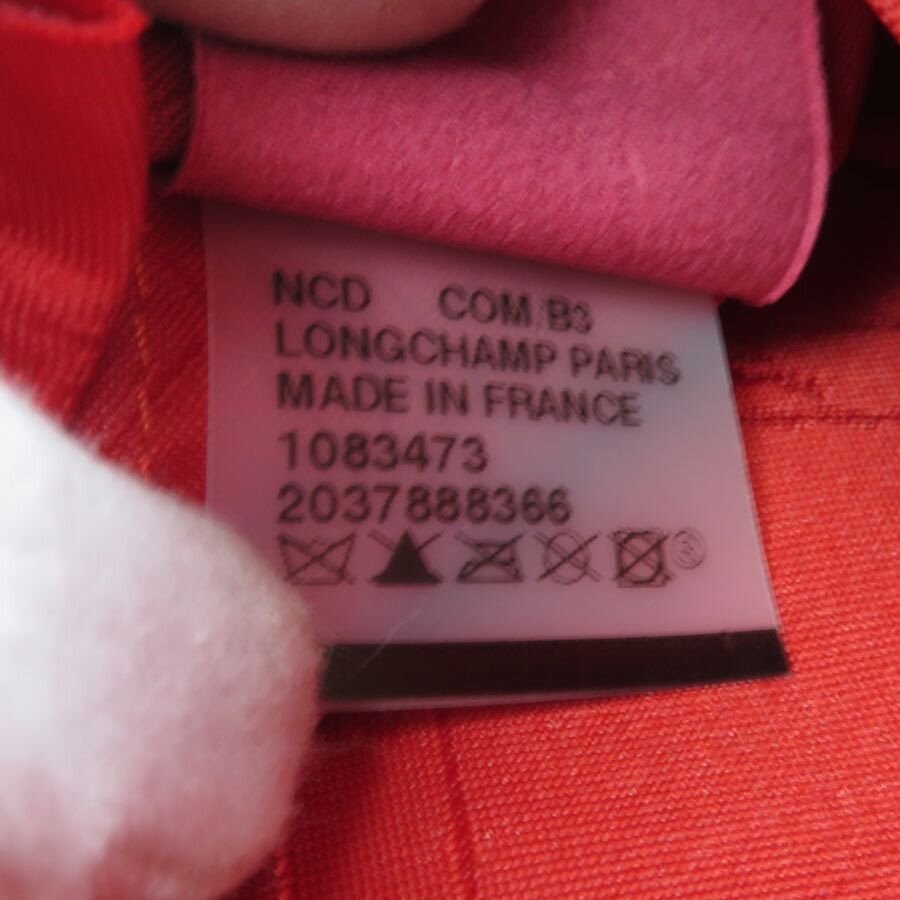 NCD COM/B3
LONGCHAMP PARIS
MADE IN FRANCE
1083473
2037888366